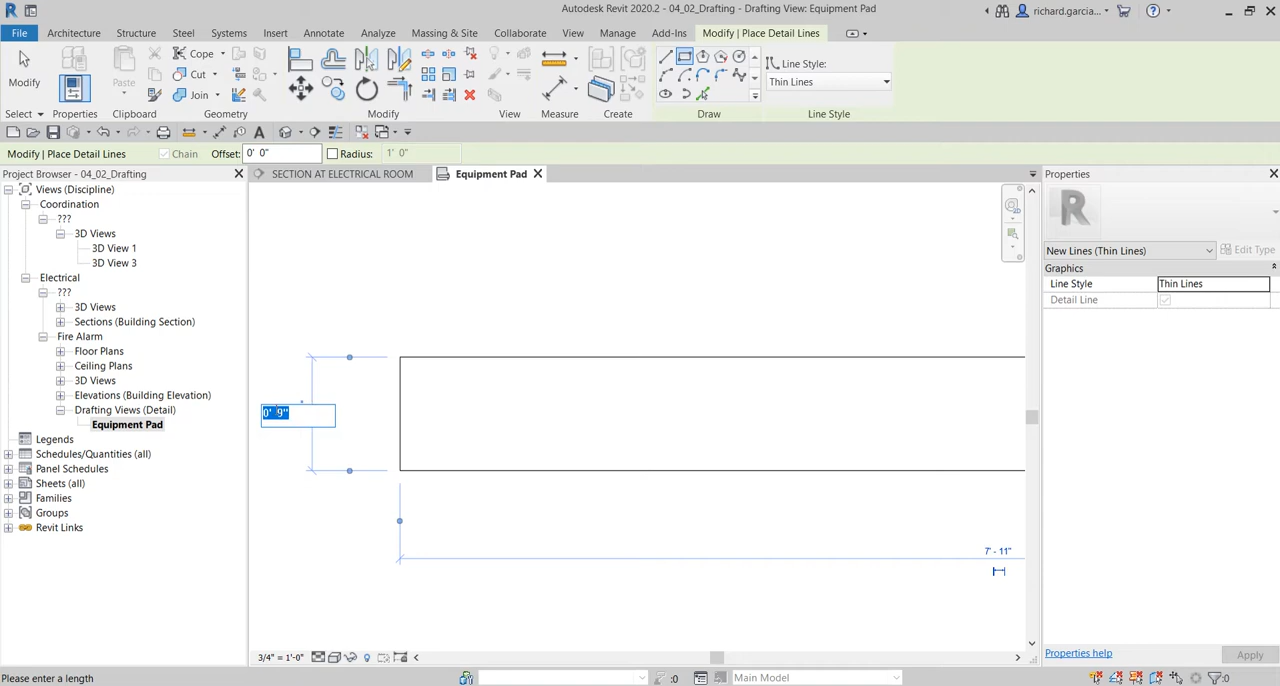 Autodesk Revit 2020.2 - 04_02_Drafting - Drafting View: Equipment Pad
richard.garcia...
File Architecture Structure Steel Systems Insert Annotate Analyze Massing & Site Collaborate View Manage Add-Ins Modify | Place Detail Lines
Modify
Paste
Cope
Cut
Join
Line Style:
Thin Lines
Select Properties Clipboard Geometry Modify View Measure Create Draw Line Style
Modify | Place Detail Lines Chain Offset: 0' 0" Radius: 1' 0"
Project Browser - 04_02_Drafting
SECTION AT ELECTRICAL ROOM
Equipment Pad
Properties
Views (Discipline)
Coordination
???
3D Views
3D View 1
3D View 3
Electrical
???
3D Views
Sections (Building Section)
Fire Alarm
Floor Plans
Ceiling Plans
3D Views
Elevations (Building Elevation)
Drafting Views (Detail)
Equipment Pad
Legends
Schedules/Quantities (all)
Panel Schedules
Sheets (all)
Families
Groups
Revit Links
0' 9"
7' - 11"
New Lines (Thin Lines) Edit Type
Graphics
Line Style Thin Lines
Detail Line
Properties help Apply
3/4" = 1'-0"
Please enter a length
:0
Main Model
:0